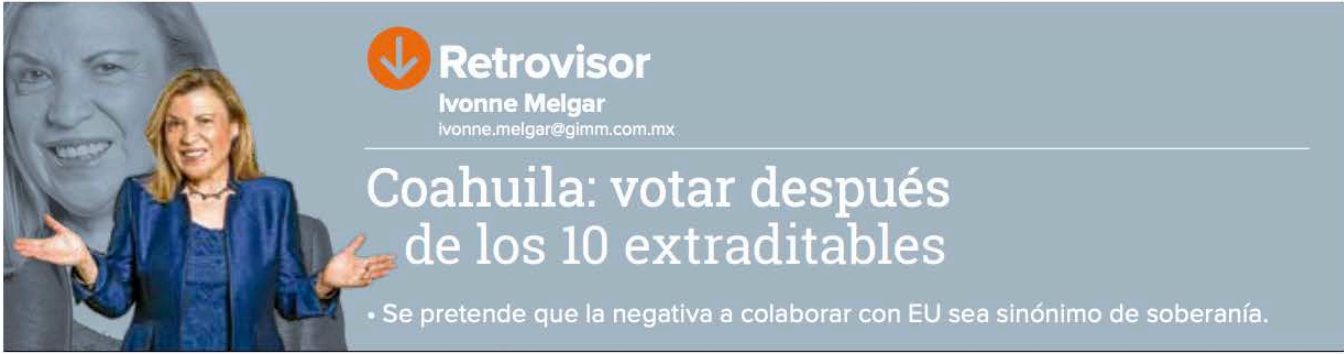 Retrovisor
Ivonne Melgar
ivonne.melgar@gimm.com.mx
Coahuila: votar después
de los 10 extraditables
• Se pretende que la negativa a colaborar con EU sea sinónimo de soberanía.